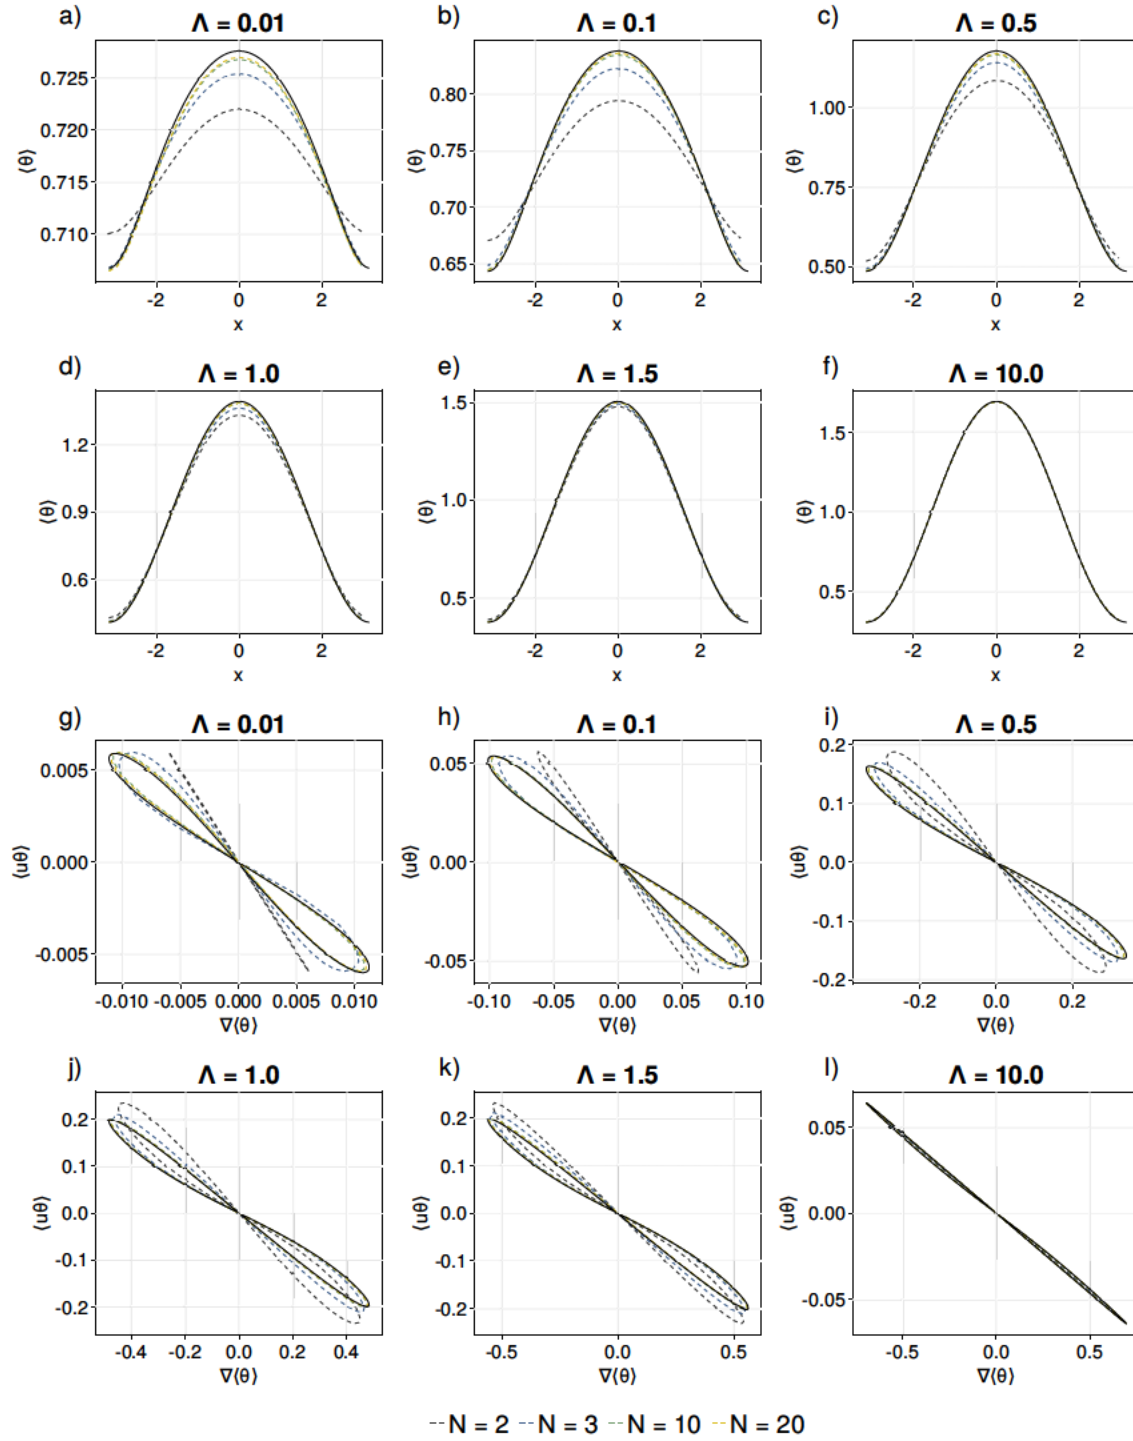 a) Λ = 0.01
b) Λ = 0.1
c) Λ = 0.5
0.725
0.720
0.715
0.710
⟨θ⟩
-2 0 2
x
0.80
0.75
0.70
0.65
⟨θ⟩
-2 0 2
x
1.00
0.75
0.50
⟨θ⟩
-2 0 2
x
d) Λ = 1.0
e) Λ = 1.5
f) Λ = 10.0
1.2
0.9
0.6
⟨θ⟩
-2 0 2
x
1.5
1.0
0.5
⟨θ⟩
-2 0 2
x
1.5
1.0
0.5
⟨θ⟩
-2 0 2
x
g) Λ = 0.01
h) Λ = 0.1
i) Λ = 0.5
0.005
0.000
-0.005
⟨uθ⟩
-0.010 -0.005 0.000 0.005 0.010
∇⟨θ⟩
0.05
0.00
-0.05
⟨uθ⟩
-0.10 -0.05 0.00 0.05 0.10
∇⟨θ⟩
0.2
0.1
0.0
-0.1
-0.2
⟨uθ⟩
-0.2 0.0 0.2
∇⟨θ⟩
j) Λ = 1.0
k) Λ = 1.5
l) Λ = 10.0
0.2
0.1
0.0
-0.1
-0.2
⟨uθ⟩
-0.4 -0.2 0.0 0.2 0.4
∇⟨θ⟩
0.2
0.1
0.0
-0.1
-0.2
⟨uθ⟩
-0.5 0.0 0.5
∇⟨θ⟩
0.05
0.00
-0.05
⟨uθ⟩
-0.5 0.0 0.5
∇⟨θ⟩
N = 2 N = 3 N = 10 N = 20